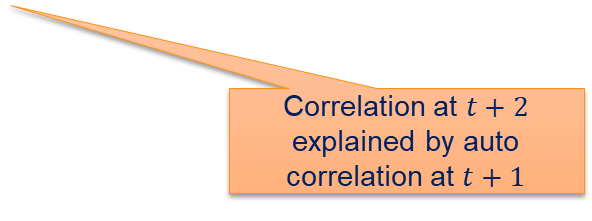 Correlation at t + 2
explained by auto
correlation at t + 1